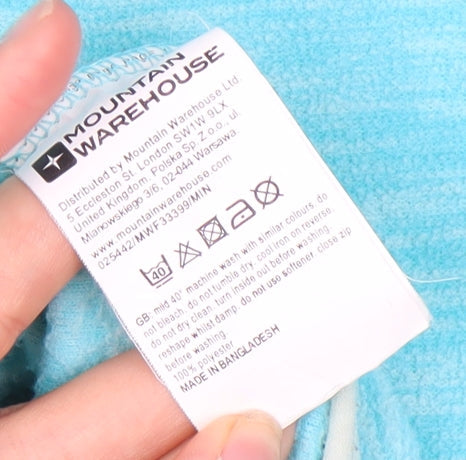 MOUNTAIN
WAREHOUSE
Distributed by Mountain Warehouse Ltd.
5 Eccleston St. London SW1W 9LX
United Kingdom, Polska Sp. Z.o.o., ul.
Mianowskiego 3/6, 02-044 Warsawa
www.mountainwarehouse.com
025442/MWF33399/MIN
40
GB- mild 40° machine wash with similar colours. do
not bleach. do not tumble dry. cool iron on reverse.
do not dry clean. turn inside out before washing.
reshape whilst damp. do not use softener. close zip
before washing.
100% polyester
MADE IN BANGLADESH